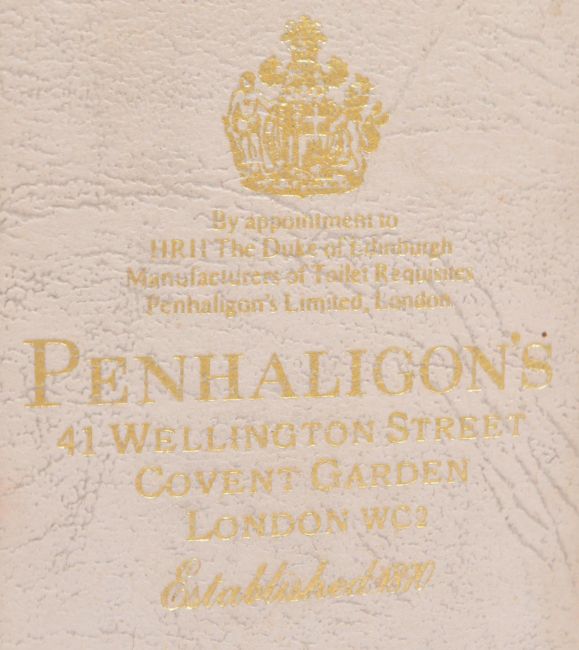 By appointment to
HRH The Duke of Edinburgh
Manufacturers of Toilet Requisites
Penhaligon's Limited, London
PENHALIGON'S
41 WELLINGTON STREET
COVENT GARDEN
LONDON WC2
Established 1870